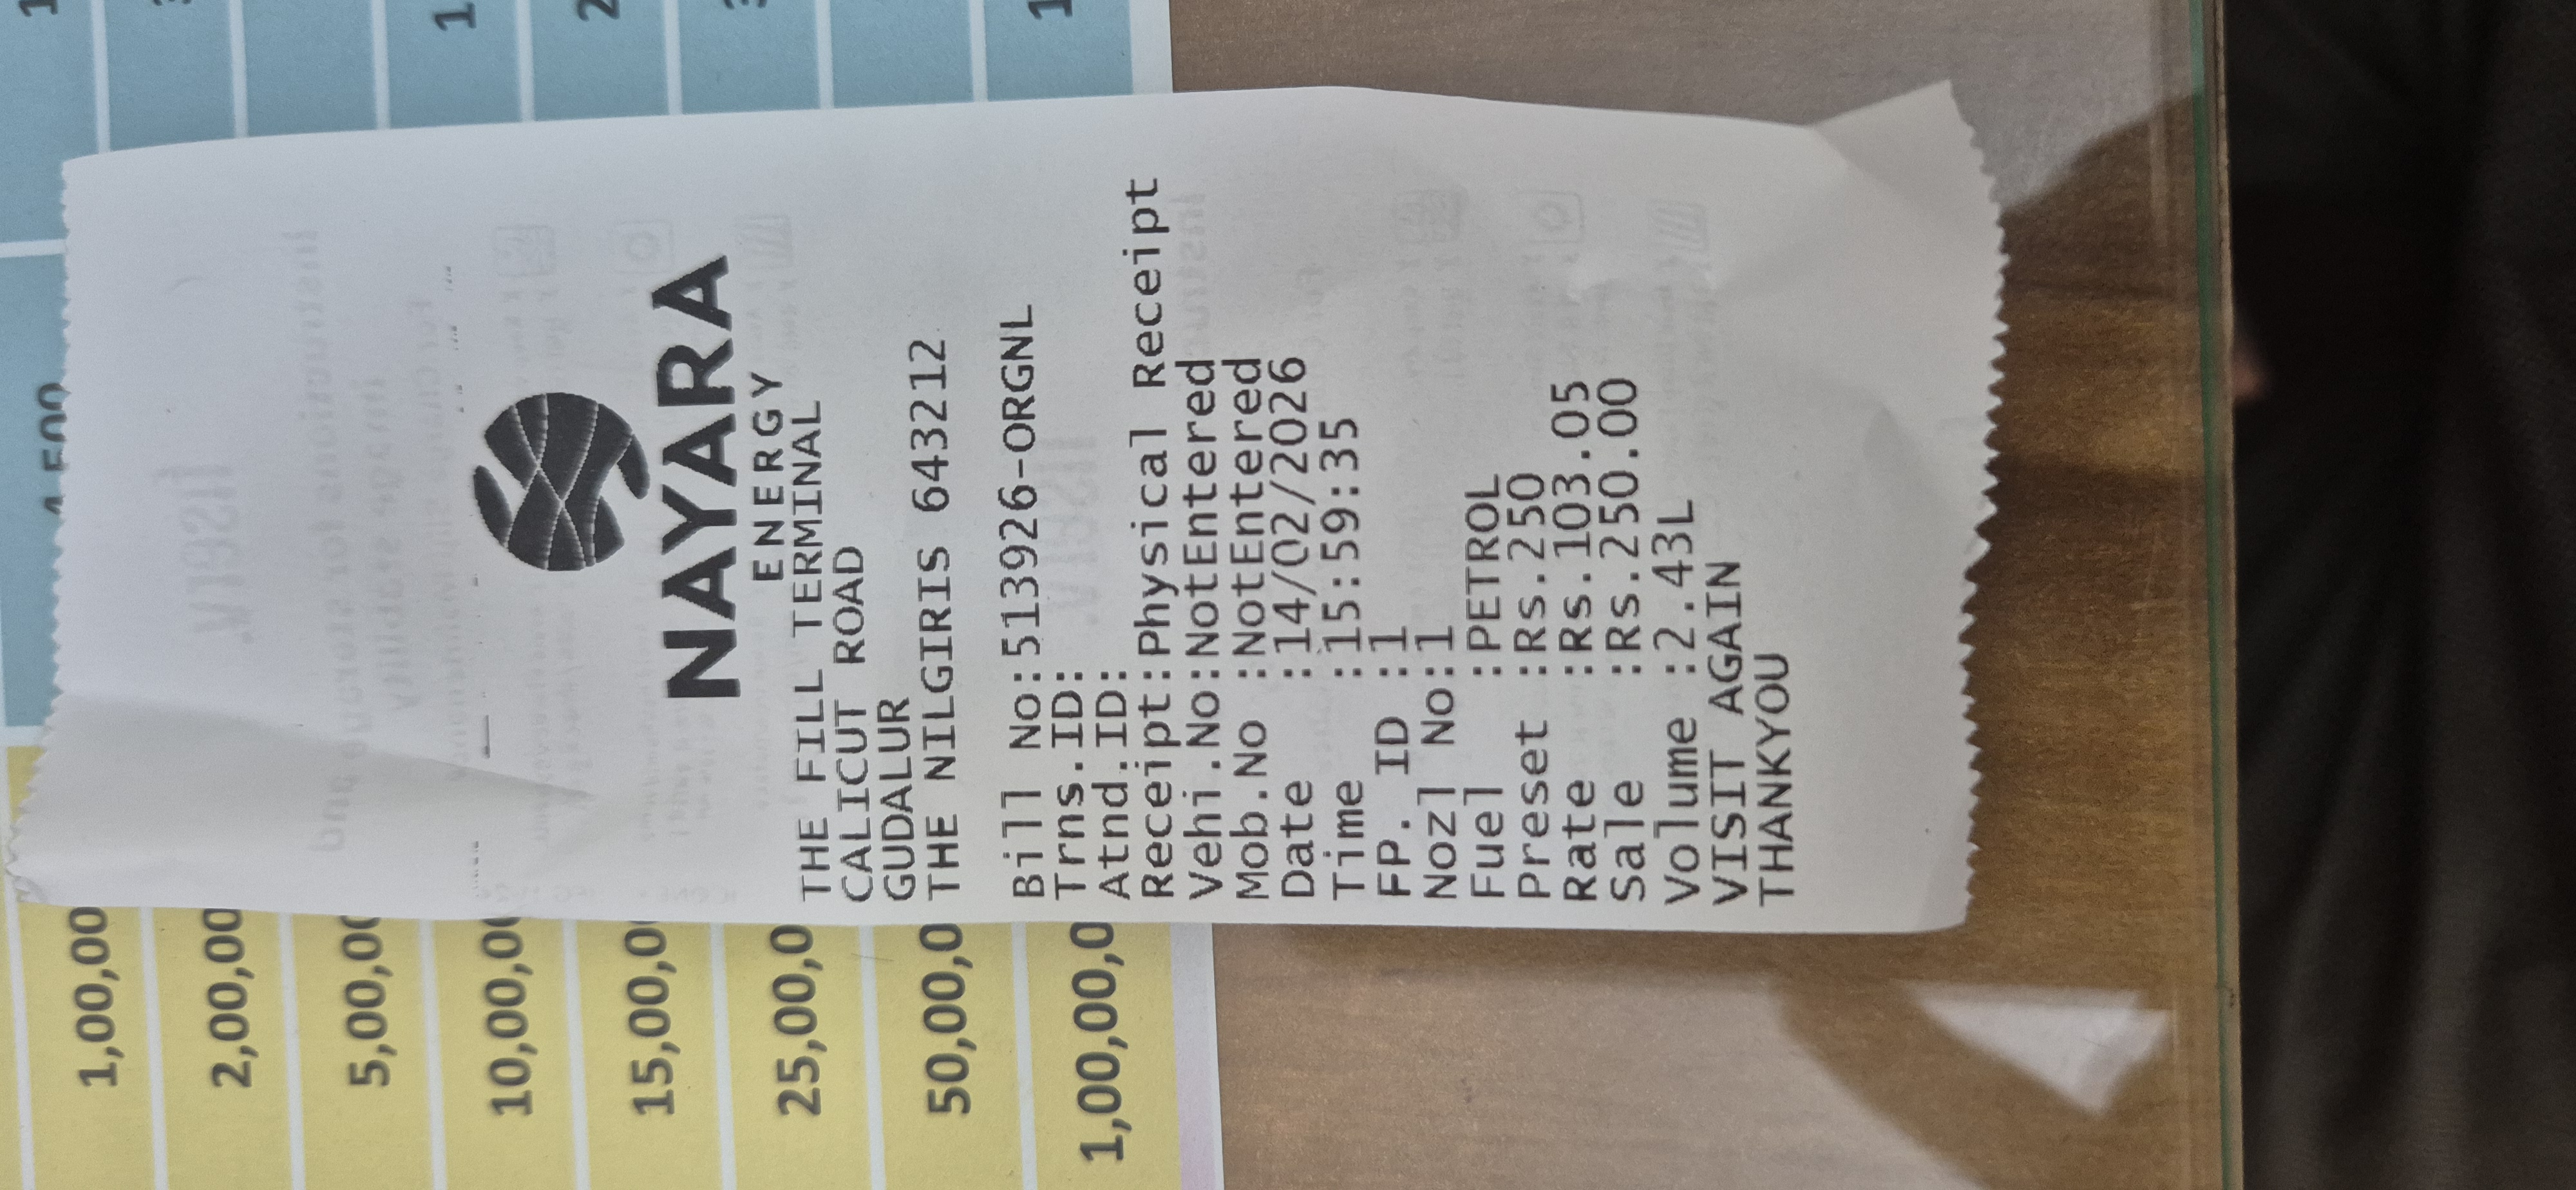 NAYARA
ENERGY
THE FILL TERMINAL
CALICUT ROAD
GUDALUR
THE NILGIRIS 643212
Bill No:513926-ORGNL
Trns.ID:
Atnd.ID:
Receipt:Physical Receipt
Vehi.No:NotEntered
Mob.No :NotEntered
Date :14/02/2026
Time :15:59:35
FP. ID :1
Nozl No:1
Fuel :PETROL
Preset :Rs.250
Rate :Rs.103.05
Sale :Rs.250.00
Volume :2.43L
VISIT AGAIN
THANKYOU
1,00,00
2,00,00
5,00,00
10,00,00
15,00,0
25,00,0
50,00,0
1,00,00,0